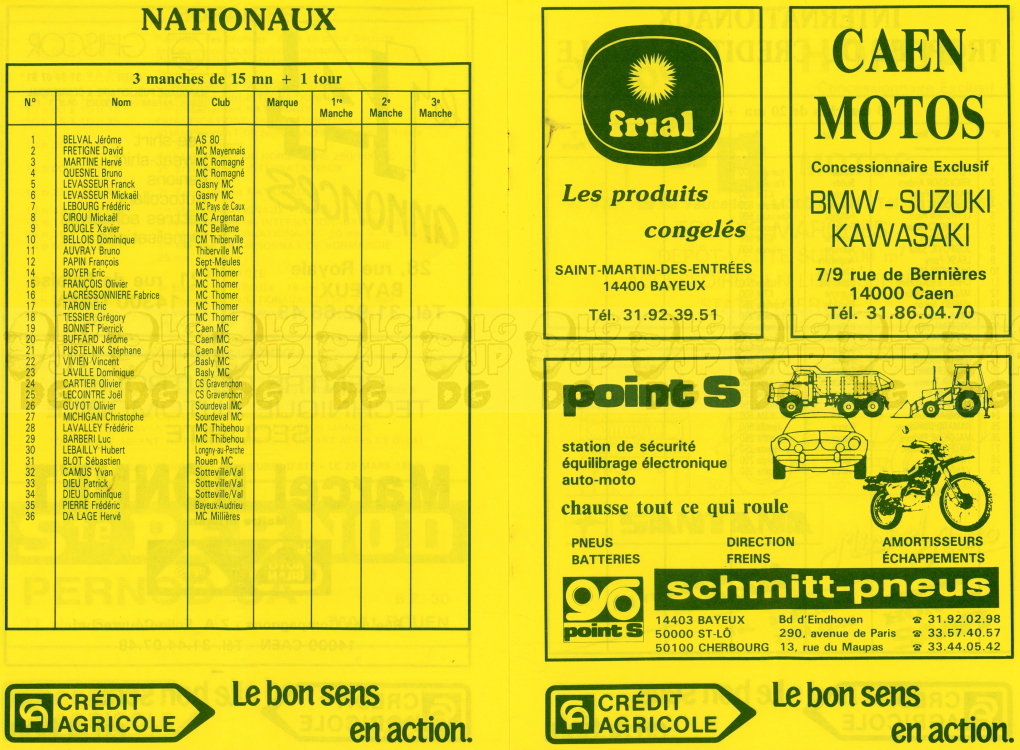 NATIONAUX
3 manches de 15 mn + 1 tour
N° Nom Club Marque 1re Manche 2e Manche 3e Manche
1 BELVAL Jérôme AS 80
2 FRETIGNE David MC Mayennais
3 MARTINE Hervé MC Romagné
4 QUESNEL Bruno MC Romagné
5 LEVASSEUR Franck Gasny MC
6 LEVASSEUR Mickaël Gasny MC
7 LEBOURG Frédéric MC Pays de Caux
8 CIROU Mickaël MC Argentan
9 BOUGLE Xavier MC Bellème
10 BELLOIS Dominique CM Thiberville
11 AUVRAY Bruno Thiberville MC
12 PAPIN François Sept-Meules
14 BOYER Eric MC Thomer
15 FRANÇOIS Olivier MC Thomer
16 LACRESSONNIERE Fabrice MC Thomer
17 TARON Eric MC Thomer
18 TESSIER Grégory MC Thomer
19 BONNET Pierrick Caen MC
20 BUFFARD Jérôme Caen MC
21 PUSTELNIK Stéphane Caen MC
22 VIVIEN Vincent Basly MC
23 LAVILLE Dominique Basly MC
24 CARTIER Olivier CS Gravenchon
25 LECOINTRE Joël CS Gravenchon
26 GUYOT Olivier Sourdeval MC
27 MICHIGAN Christophe Sourdeval MC
28 LAVALLEY Frédéric MC Thibehou
29 BARBERI Luc MC Thibehou
30 LEBAILLY Hubert Longny-au-Perche
31 BLOT Sébastien Rouen MC
32 CAMUS Yvan Sotteville/Val
33 DIEU Patrick Sotteville/Val
34 DIEU Dominique Sotteville/Val
35 PIERRE Frédéric Bayeux-Audrieu
36 DA LAGE Hervé MC Millières
CRÉDIT AGRICOLE
Le bon sens
en action.
frial
Les produits
congelés
SAINT-MARTIN-DES-ENTRÉES
14400 BAYEUX
Tél. 31.92.39.51
CAEN
MOTOS
Concessionnaire Exclusif
BMW - SUZUKI
KAWASAKI
7/9 rue de Bernières
14000 Caen
Tél. 31.86.04.70
point S
station de sécurité
équilibrage électronique
auto-moto
chausse tout ce qui roule
PNEUS DIRECTION AMORTISSEURS
BATTERIES FREINS ÉCHAPPEMENTS
point S
schmitt-pneus
14403 BAYEUX Bd d'Eindhoven ☎ 31.92.02.98
50000 ST-LÔ 290, avenue de Paris ☎ 33.57.40.57
50100 CHERBOURG 13, rue du Maupas ☎ 33.44.05.42
CRÉDIT AGRICOLE
Le bon sens
en action.